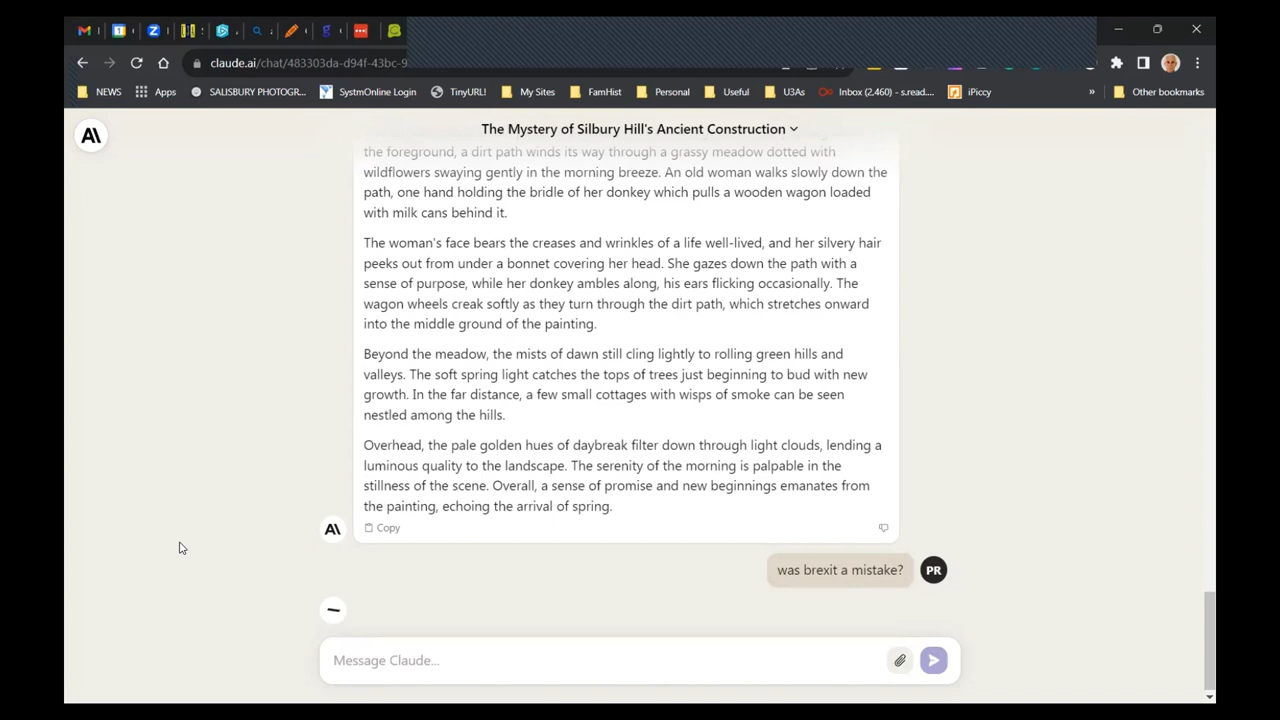 claude.ai/chat/483303da-d94f-43bc-9
NEWS Apps SALISBURY PHOTOGR... SystmOnline Login TinyURL! My Sites FamHist Personal Useful U3As Inbox (2,460) - s.read.... iPiccy » Other bookmarks
The Mystery of Silbury Hill's Ancient Construction
the foreground, a dirt path winds its way through a grassy meadow dotted with
wildflowers swaying gently in the morning breeze. An old woman walks slowly down the
path, one hand holding the bridle of her donkey which pulls a wooden wagon loaded
with milk cans behind it.
The woman's face bears the creases and wrinkles of a life well-lived, and her silvery hair
peeks out from under a bonnet covering her head. She gazes down the path with a
sense of purpose, while her donkey ambles along, his ears flicking occasionally. The
wagon wheels creak softly as they turn through the dirt path, which stretches onward
into the middle ground of the painting.
Beyond the meadow, the mists of dawn still cling lightly to rolling green hills and
valleys. The soft spring light catches the tops of trees just beginning to bud with new
growth. In the far distance, a few small cottages with wisps of smoke can be seen
nestled among the hills.
Overhead, the pale golden hues of daybreak filter down through light clouds, lending a
luminous quality to the landscape. The serenity of the morning is palpable in the
stillness of the scene. Overall, a sense of promise and new beginnings emanates from
the painting, echoing the arrival of spring.
Copy
was brexit a mistake? PR
Message Claude...